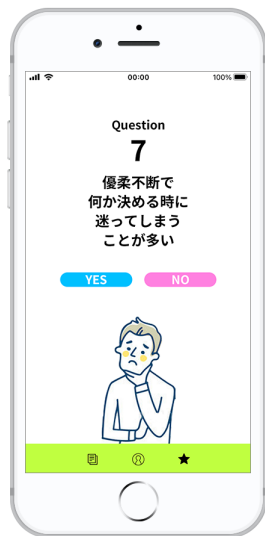 00:00
100%
Question
7
優柔不断で
何か決める時に
迷ってしまう
ことが多い
YES
NO